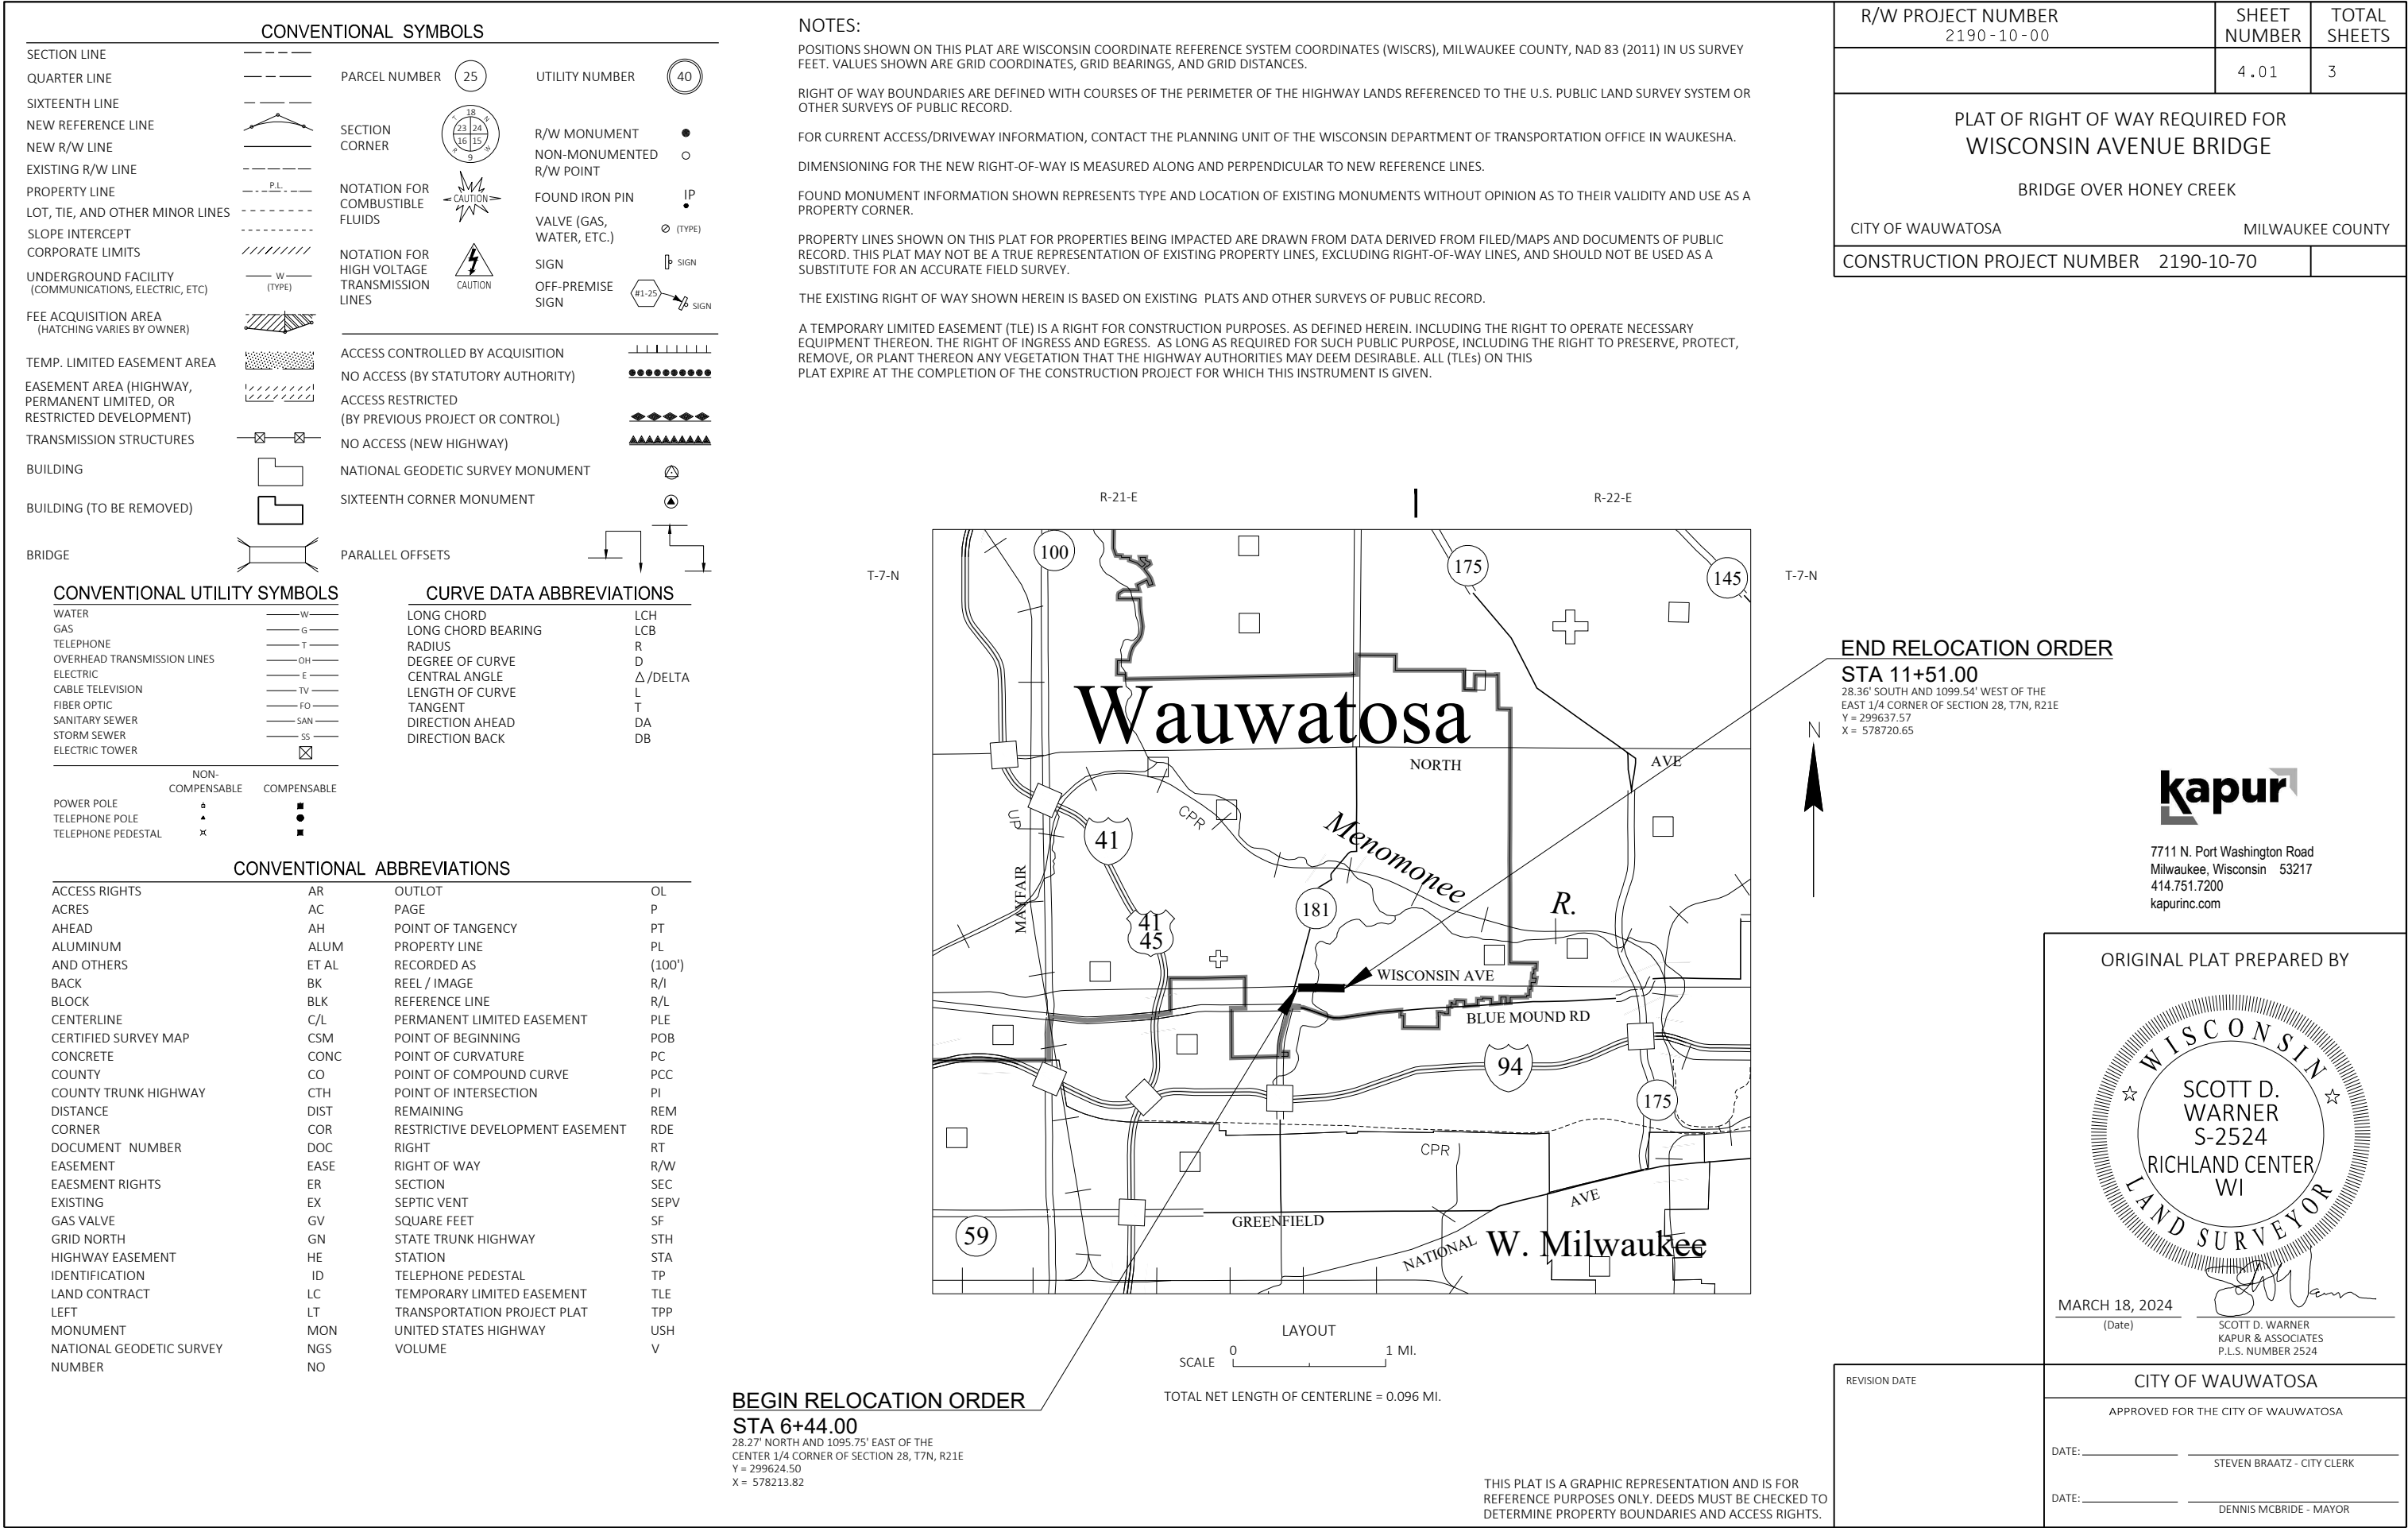 CONVENTIONAL SYMBOLS
SECTION LINE
QUARTER LINE
SIXTEENTH LINE
NEW REFERENCE LINE
NEW R/W LINE
EXISTING R/W LINE
PROPERTY LINE
P.L.
LOT, TIE, AND OTHER MINOR LINES
SLOPE INTERCEPT
CORPORATE LIMITS
UNDERGROUND FACILITY
(COMMUNICATIONS, ELECTRIC, ETC)
W
(TYPE)
FEE ACQUISITION AREA
(HATCHING VARIES BY OWNER)
TEMP. LIMITED EASEMENT AREA
EASEMENT AREA (HIGHWAY,
PERMANENT LIMITED, OR
RESTRICTED DEVELOPMENT)
TRANSMISSION STRUCTURES
BUILDING
BUILDING (TO BE REMOVED)
BRIDGE
PARCEL NUMBER 25
SECTION
CORNER
T 18 N
23 24
16 15
R 9 W
NOTATION FOR
COMBUSTIBLE
FLUIDS
CAUTION
NOTATION FOR
HIGH VOLTAGE
TRANSMISSION
LINES
CAUTION
UTILITY NUMBER 40
R/W MONUMENT
NON-MONUMENTED
R/W POINT
FOUND IRON PIN IP
VALVE (GAS,
WATER, ETC.)
(TYPE)
SIGN SIGN
OFF-PREMISE
SIGN
#1-25
SIGN
ACCESS CONTROLLED BY ACQUISITION
NO ACCESS (BY STATUTORY AUTHORITY)
ACCESS RESTRICTED
(BY PREVIOUS PROJECT OR CONTROL)
NO ACCESS (NEW HIGHWAY)
NATIONAL GEODETIC SURVEY MONUMENT
SIXTEENTH CORNER MONUMENT
PARALLEL OFFSETS
CONVENTIONAL UTILITY SYMBOLS
WATER W
GAS G
TELEPHONE T
OVERHEAD TRANSMISSION LINES OH
ELECTRIC E
CABLE TELEVISION TV
FIBER OPTIC FO
SANITARY SEWER SAN
STORM SEWER SS
ELECTRIC TOWER
NON-
COMPENSABLE COMPENSABLE
POWER POLE
TELEPHONE POLE
TELEPHONE PEDESTAL
CURVE DATA ABBREVIATIONS
LONG CHORD LCH
LONG CHORD BEARING LCB
RADIUS R
DEGREE OF CURVE D
CENTRAL ANGLE Δ/DELTA
LENGTH OF CURVE L
TANGENT T
DIRECTION AHEAD DA
DIRECTION BACK DB
CONVENTIONAL ABBREVIATIONS
ACCESS RIGHTS AR OUTLOT OL
ACRES AC PAGE P
AHEAD AH POINT OF TANGENCY PT
ALUMINUM ALUM PROPERTY LINE PL
AND OTHERS ET AL RECORDED AS (100')
BACK BK REEL / IMAGE R/I
BLOCK BLK REFERENCE LINE R/L
CENTERLINE C/L PERMANENT LIMITED EASEMENT PLE
CERTIFIED SURVEY MAP CSM POINT OF BEGINNING POB
CONCRETE CONC POINT OF CURVATURE PC
COUNTY CO POINT OF COMPOUND CURVE PCC
COUNTY TRUNK HIGHWAY CTH POINT OF INTERSECTION PI
DISTANCE DIST REMAINING REM
CORNER COR RESTRICTIVE DEVELOPMENT EASEMENT RDE
DOCUMENT NUMBER DOC RIGHT RT
EASEMENT EASE RIGHT OF WAY R/W
EAESMENT RIGHTS ER SECTION SEC
EXISTING EX SEPTIC VENT SEPV
GAS VALVE GV SQUARE FEET SF
GRID NORTH GN STATE TRUNK HIGHWAY STH
HIGHWAY EASEMENT HE STATION STA
IDENTIFICATION ID TELEPHONE PEDESTAL TP
LAND CONTRACT LC TEMPORARY LIMITED EASEMENT TLE
LEFT LT TRANSPORTATION PROJECT PLAT TPP
MONUMENT MON UNITED STATES HIGHWAY USH
NATIONAL GEODETIC SURVEY NGS VOLUME V
NUMBER NO
NOTES:
POSITIONS SHOWN ON THIS PLAT ARE WISCONSIN COORDINATE REFERENCE SYSTEM COORDINATES (WISCRS), MILWAUKEE COUNTY, NAD 83 (2011) IN US SURVEY
FEET. VALUES SHOWN ARE GRID COORDINATES, GRID BEARINGS, AND GRID DISTANCES.
RIGHT OF WAY BOUNDARIES ARE DEFINED WITH COURSES OF THE PERIMETER OF THE HIGHWAY LANDS REFERENCED TO THE U.S. PUBLIC LAND SURVEY SYSTEM OR
OTHER SURVEYS OF PUBLIC RECORD.
FOR CURRENT ACCESS/DRIVEWAY INFORMATION, CONTACT THE PLANNING UNIT OF THE WISCONSIN DEPARTMENT OF TRANSPORTATION OFFICE IN WAUKESHA.
DIMENSIONING FOR THE NEW RIGHT-OF-WAY IS MEASURED ALONG AND PERPENDICULAR TO NEW REFERENCE LINES.
FOUND MONUMENT INFORMATION SHOWN REPRESENTS TYPE AND LOCATION OF EXISTING MONUMENTS WITHOUT OPINION AS TO THEIR VALIDITY AND USE AS A
PROPERTY CORNER.
PROPERTY LINES SHOWN ON THIS PLAT FOR PROPERTIES BEING IMPACTED ARE DRAWN FROM DATA DERIVED FROM FILED/MAPS AND DOCUMENTS OF PUBLIC
RECORD. THIS PLAT MAY NOT BE A TRUE REPRESENTATION OF EXISTING PROPERTY LINES, EXCLUDING RIGHT-OF-WAY LINES, AND SHOULD NOT BE USED AS A
SUBSTITUTE FOR AN ACCURATE FIELD SURVEY.
THE EXISTING RIGHT OF WAY SHOWN HEREIN IS BASED ON EXISTING PLATS AND OTHER SURVEYS OF PUBLIC RECORD.
A TEMPORARY LIMITED EASEMENT (TLE) IS A RIGHT FOR CONSTRUCTION PURPOSES. AS DEFINED HEREIN. INCLUDING THE RIGHT TO OPERATE NECESSARY
EQUIPMENT THEREON. THE RIGHT OF INGRESS AND EGRESS. AS LONG AS REQUIRED FOR SUCH PUBLIC PURPOSE, INCLUDING THE RIGHT TO PRESERVE, PROTECT,
REMOVE, OR PLANT THEREON ANY VEGETATION THAT THE HIGHWAY AUTHORITIES MAY DEEM DESIRABLE. ALL (TLEs) ON THIS
PLAT EXPIRE AT THE COMPLETION OF THE CONSTRUCTION PROJECT FOR WHICH THIS INSTRUMENT IS GIVEN.
R/W PROJECT NUMBER
2190-10-00
SHEET
NUMBER
4.01
TOTAL
SHEETS
3
PLAT OF RIGHT OF WAY REQUIRED FOR
WISCONSIN AVENUE BRIDGE
BRIDGE OVER HONEY CREEK
CITY OF WAUWATOSA MILWAUKEE COUNTY
CONSTRUCTION PROJECT NUMBER 2190-10-70
R-21-E R-22-E
T-7-N T-7-N
100
175
145
Wauwatosa
NORTH AVE
UP
CPR
41
Menomonee
R.
MAYFAIR
181
41
45
WISCONSIN AVE
BLUE MOUND RD
94
175
CPR
AVE
GREENFIELD
59
NATIONAL
W. Milwaukee
END RELOCATION ORDER
STA 11+51.00
28.36' SOUTH AND 1099.54' WEST OF THE
EAST 1/4 CORNER OF SECTION 28, T7N, R21E
Y = 299637.57
X = 578720.65
N
kapur
7711 N. Port Washington Road
Milwaukee, Wisconsin 53217
414.751.7200
kapurinc.com
LAYOUT
SCALE 0 1 MI.
TOTAL NET LENGTH OF CENTERLINE = 0.096 MI.
BEGIN RELOCATION ORDER
STA 6+44.00
28.27' NORTH AND 1095.75' EAST OF THE
CENTER 1/4 CORNER OF SECTION 28, T7N, R21E
Y = 299624.50
X = 578213.82
THIS PLAT IS A GRAPHIC REPRESENTATION AND IS FOR
REFERENCE PURPOSES ONLY. DEEDS MUST BE CHECKED TO
DETERMINE PROPERTY BOUNDARIES AND ACCESS RIGHTS.
ORIGINAL PLAT PREPARED BY
WISCONSIN
SCOTT D.
WARNER
S-2524
RICHLAND CENTER
WI
LAND SURVEYOR
MARCH 18, 2024
(Date)
SCOTT D. WARNER
KAPUR & ASSOCIATES
P.L.S. NUMBER 2524
REVISION DATE
CITY OF WAUWATOSA
APPROVED FOR THE CITY OF WAUWATOSA
DATE:
STEVEN BRAATZ - CITY CLERK
DATE:
DENNIS MCBRIDE - MAYOR